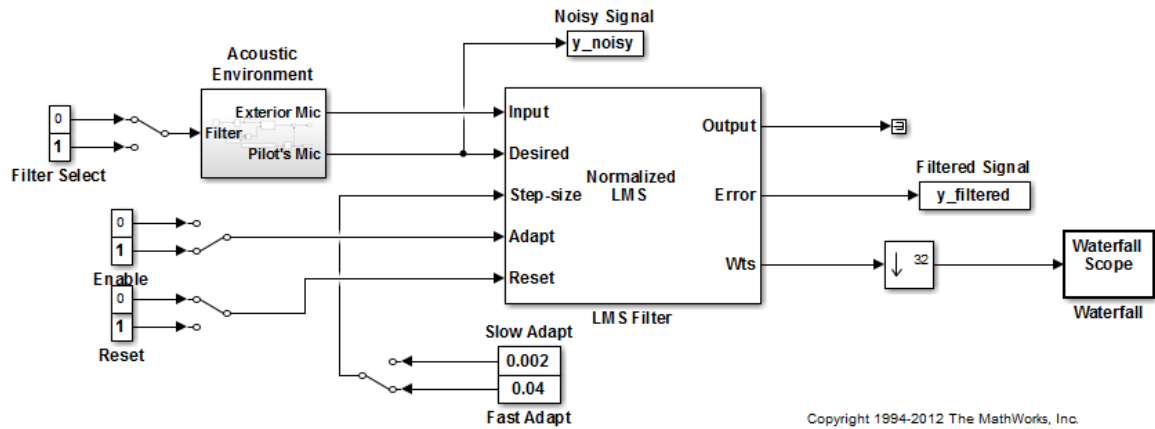 Noisy Signal
y_noisy
Acoustic
Environment
Exterior Mic
Filter
Pilot's Mic
0
1
Filter Select
Input
Desired
Step-size
Adapt
Reset
Normalized
LMS
Output
Error
Wts
LMS Filter
Filtered Signal
y_filtered
0
1
Enable
0
1
Reset
32
Waterfall
Scope
Waterfall
Slow Adapt
0.002
0.04
Fast Adapt
Copyright 1994-2012 The MathWorks, Inc.